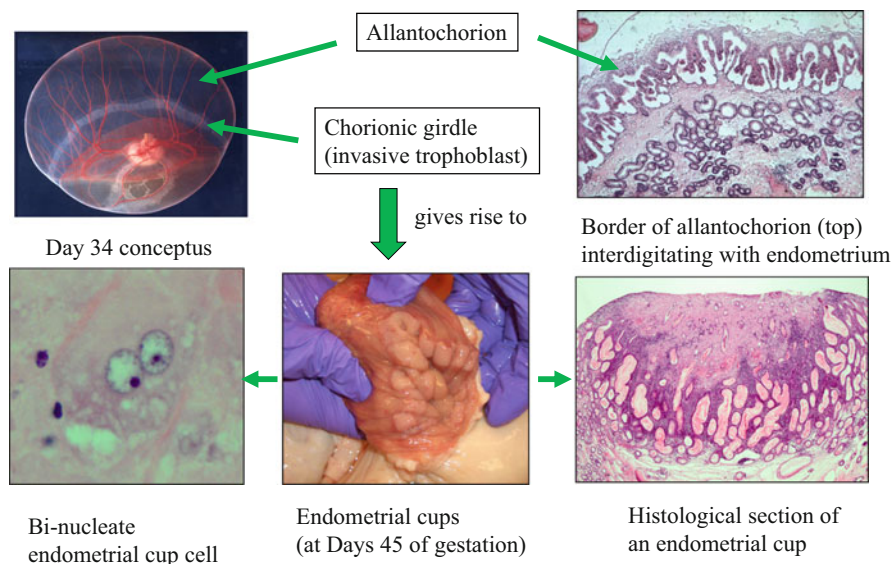 Allantochorion
Chorionic girdle
(invasive trophoblast)
gives rise to
Day 34 conceptus
Border of allantochorion (top)
interdigitating with endometrium
Bi-nucleate
endometrial cup cell
Endometrial cups
(at Days 45 of gestation)
Histological section of
an endometrial cup